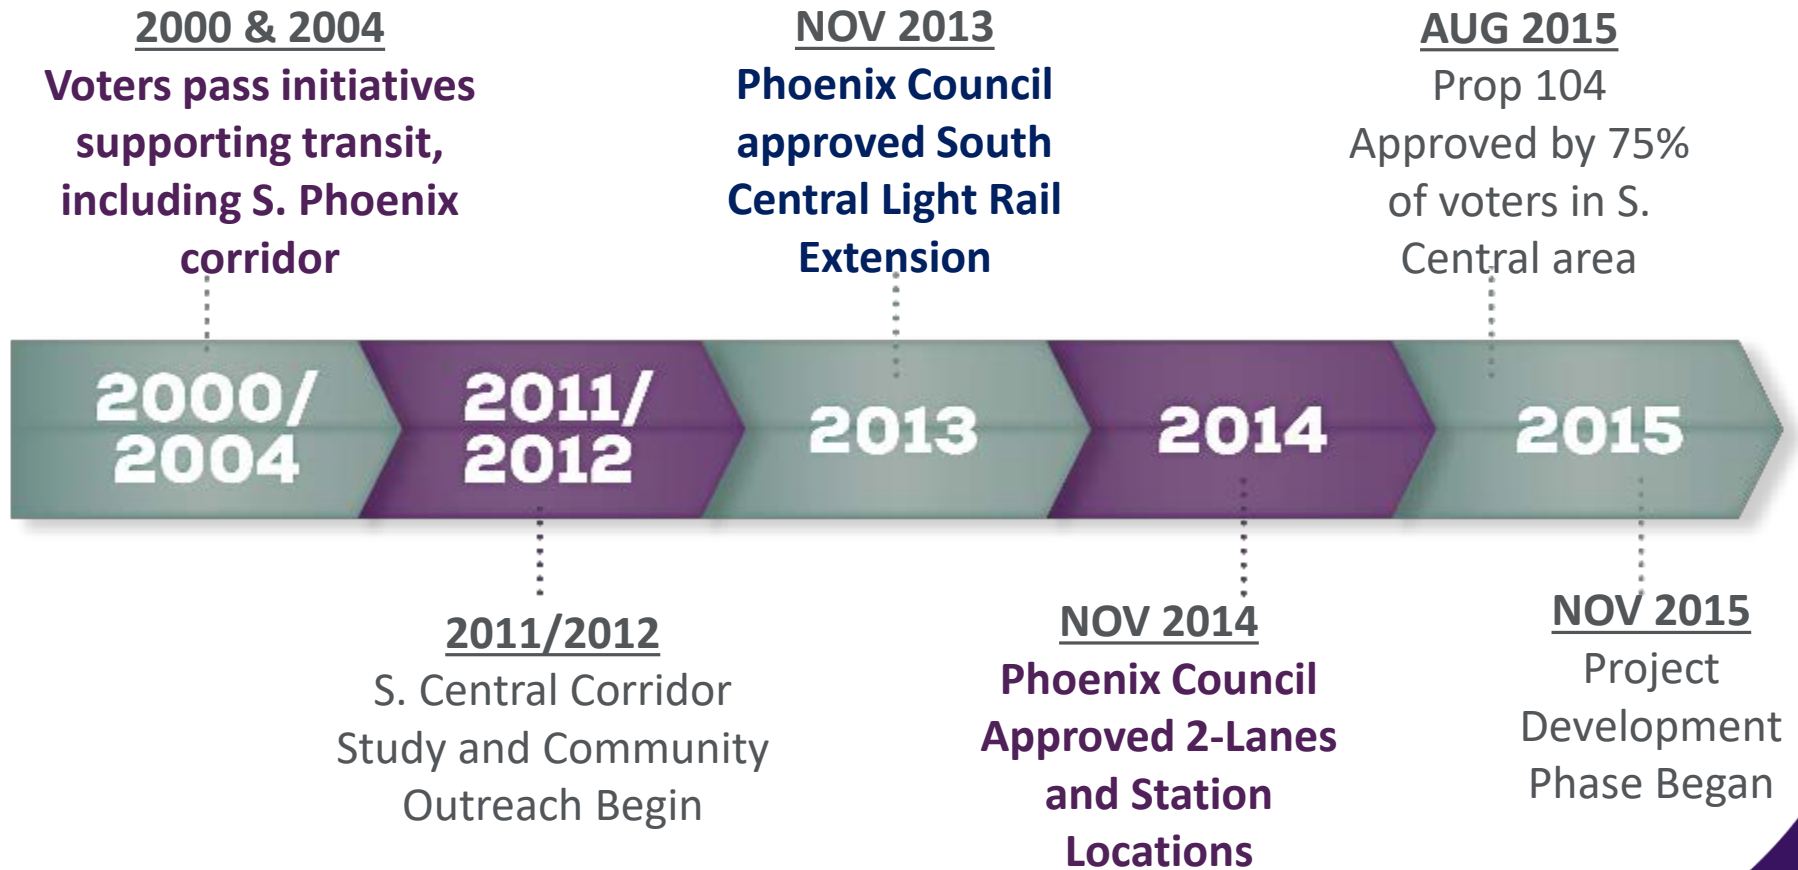 2000 & 2004
Voters pass initiatives
supporting transit,
including S. Phoenix
corridor
NOV 2013
Phoenix Council
approved South
Central Light Rail
Extension
AUG 2015
Prop 104
Approved by 75%
of voters in S.
Central area
2000/
2004
2011/
2012
2013
2014
2015
2011/2012
S. Central Corridor
Study and Community
Outreach Begin
NOV 2014
Phoenix Council
Approved 2-Lanes
and Station
Locations
NOV 2015
Project
Development
Phase Began